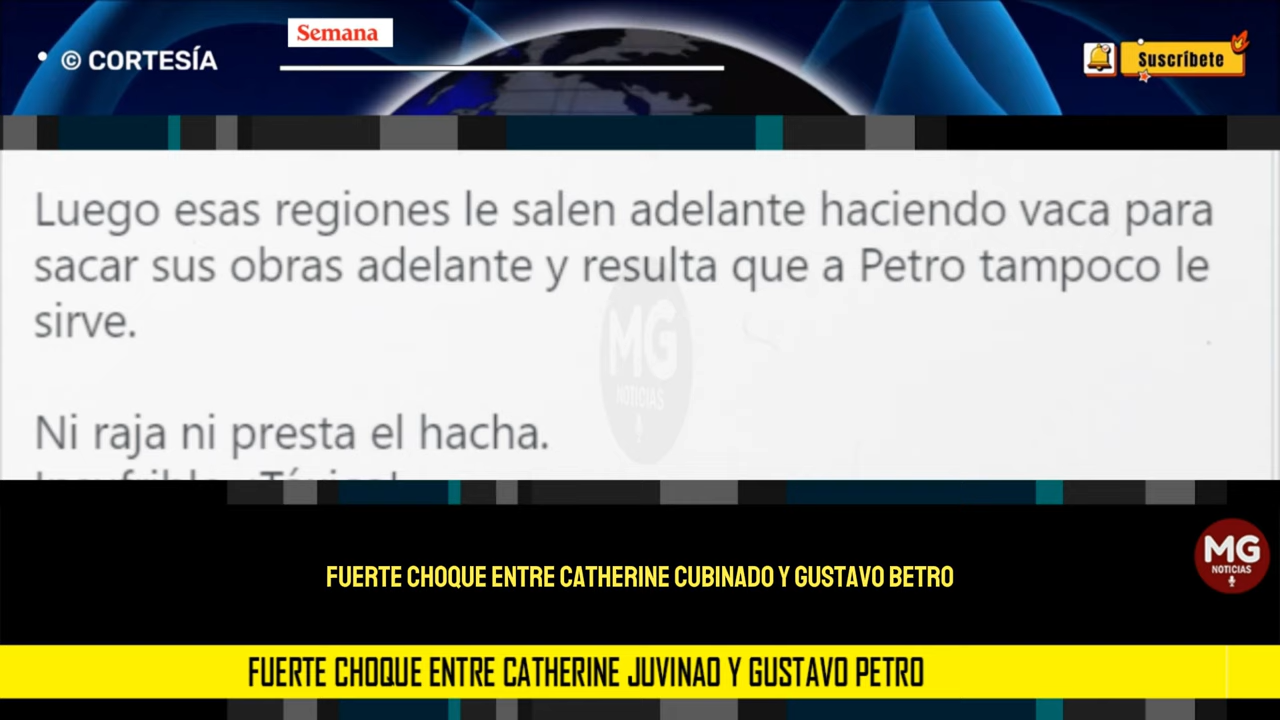 Semana
© CORTESÍA
Suscríbete
Luego esas regiones le salen adelante haciendo vaca para
sacar sus obras adelante y resulta que a Petro tampoco le
sirve.
MG
NOTICIAS
Ni raja ni presta el hacha.
FUERTE CHOQUE ENTRE CATHERINE CUBINADO Y GUSTAVO BETRO
MG
NOTICIAS
FUERTE CHOQUE ENTRE CATHERINE JUVINAO Y GUSTAVO PETRO